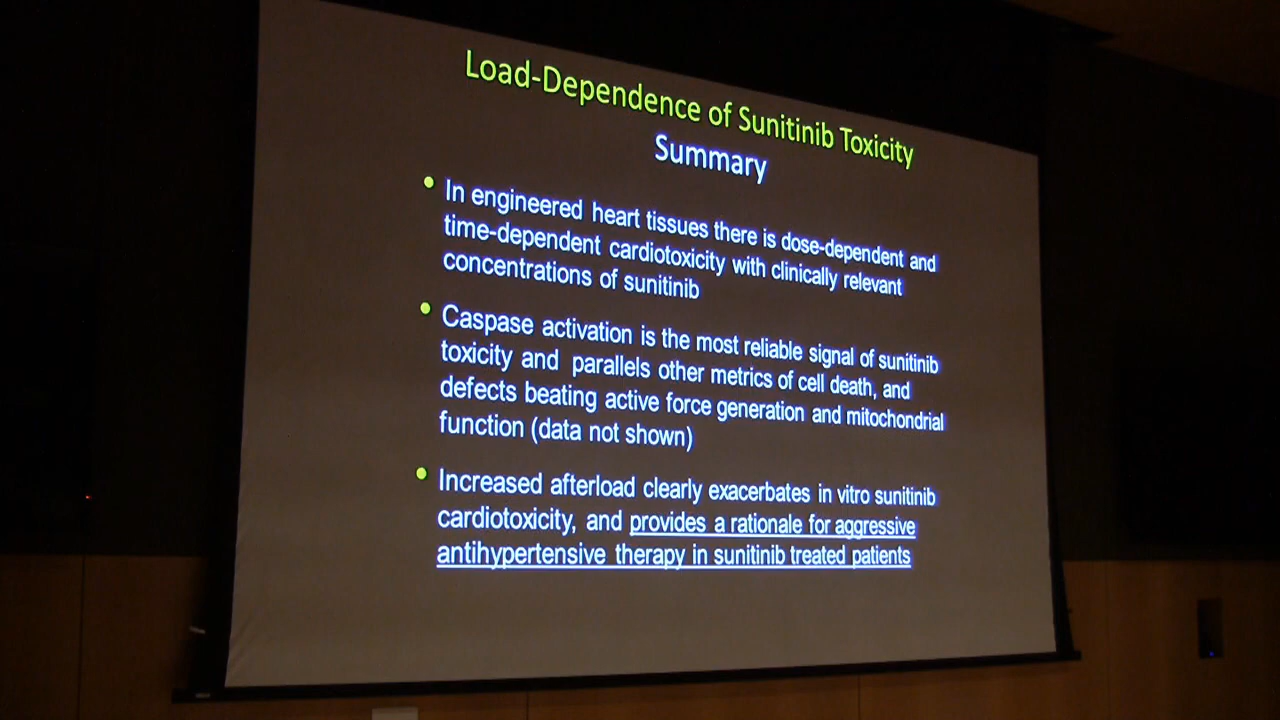 Load-Dependence of Sunitinib Toxicity
Summary
• In engineered heart tissues there is dose-dependent and
time-dependent cardiotoxicity with clinically relevant
concentrations of sunitinib
• Caspase activation is the most reliable signal of sunitinib
toxicity and parallels other metrics of cell death, and
defects beating active force generation and mitochondrial
function (data not shown)
• Increased afterload clearly exacerbates in vitro sunitinib
cardiotoxicity, and provides a rationale for aggressive
antihypertensive therapy in sunitinib treated patients